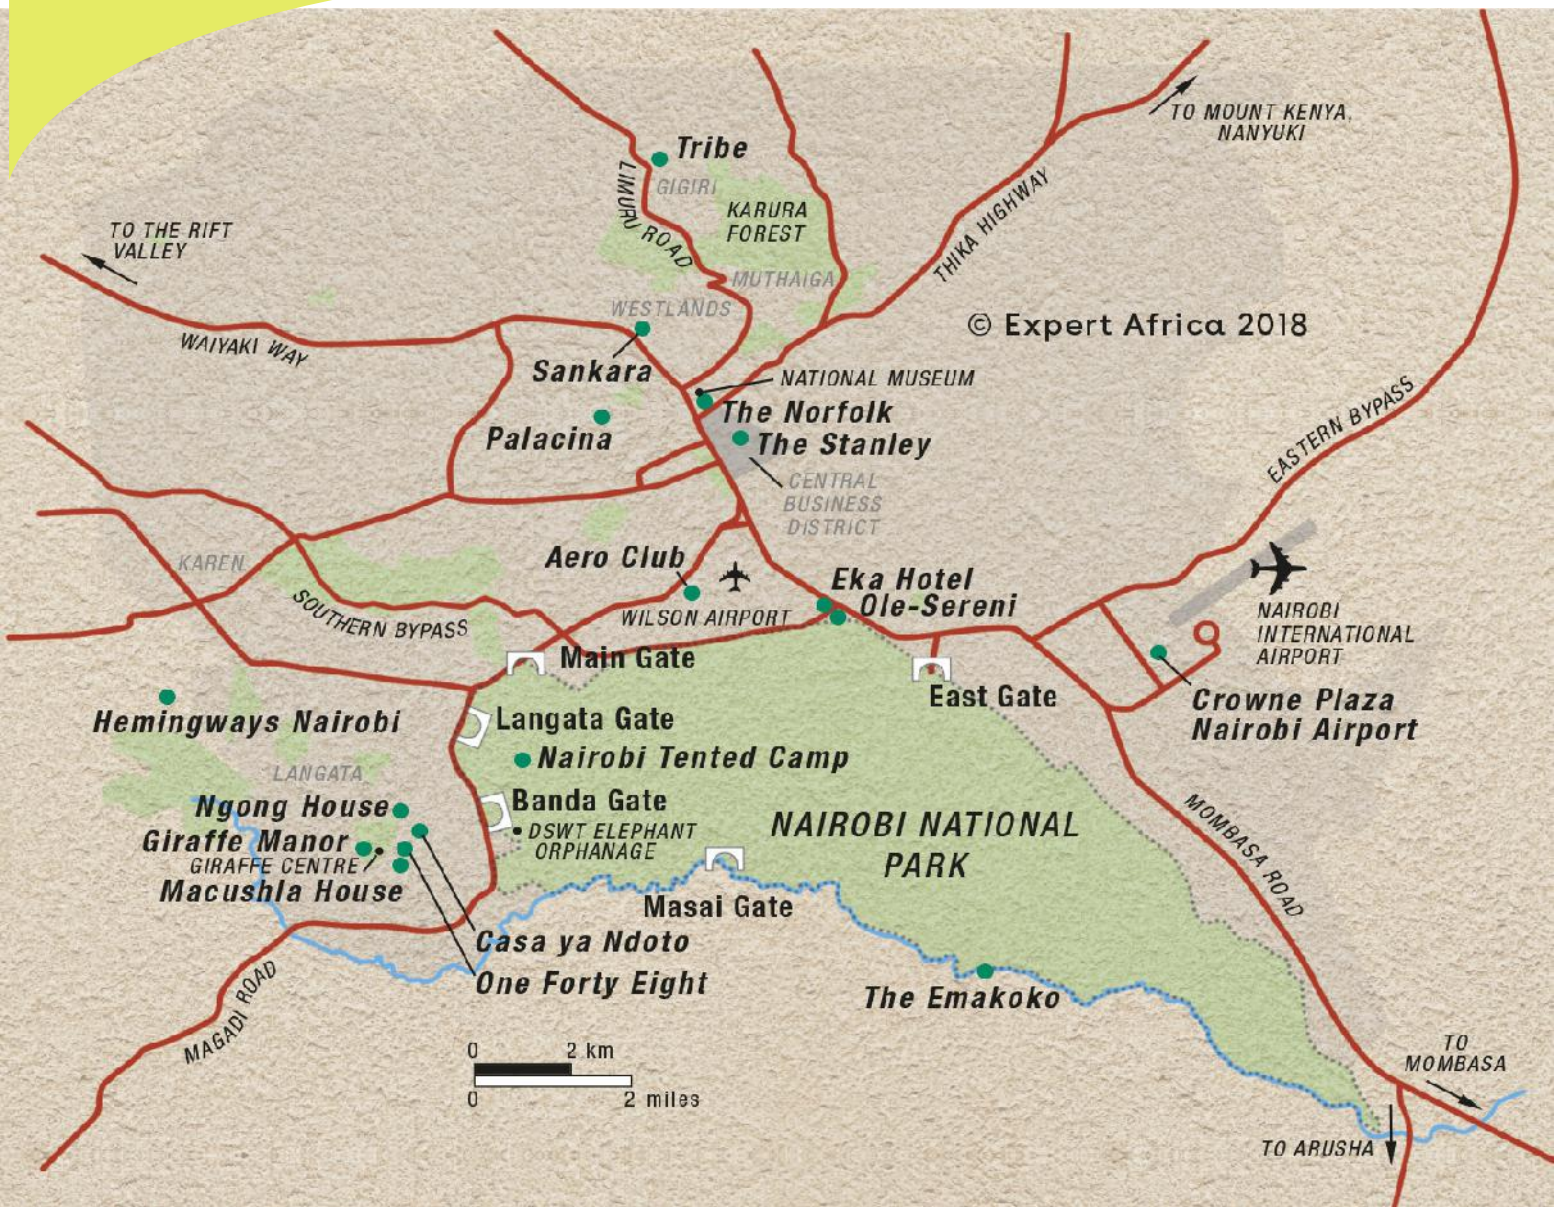 Tribe
GIGIRI
LIMURU ROAD
KARURA
FOREST
MUTHAIGA
TO MOUNT KENYA,
NANYUKI
THIKA HIGHWAY
TO THE RIFT
VALLEY
WAIYAKI WAY
WESTLANDS
Sankara
© Expert Africa 2018
NATIONAL MUSEUM
The Norfolk
Palacina
The Stanley
CENTRAL
BUSINESS
DISTRICT
EASTERN BYPASS
KAREN
Aero Club
WILSON AIRPORT
Eka Hotel
Ole-Sereni
SOUTHERN BYPASS
NAIROBI
INTERNATIONAL
AIRPORT
Main Gate
East Gate
Crowne Plaza
Nairobi Airport
Hemingways Nairobi
Langata Gate
Nairobi Tented Camp
LANGATA
Ngong House
Banda Gate
DSWT ELEPHANT
ORPHANAGE
NAIROBI NATIONAL
PARK
MOMBASA ROAD
Giraffe Manor
GIRAFFE CENTRE
Macushla House
Masai Gate
Casa ya Ndoto
One Forty Eight
The Emakoko
MAGADI ROAD
0 2 km
0 2 miles
TO
MOMBASA
TO ARUSHA